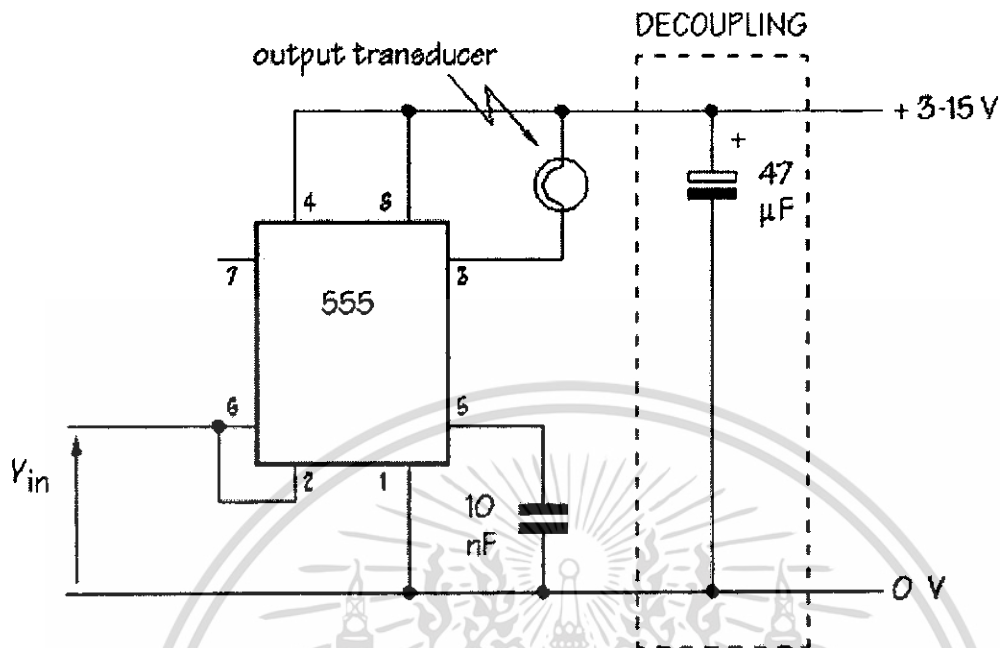 DECOUPLING
output transducer
+ 3-15 V
+
47
µF
4
8
7
3
555
6
5
Vin
2
1
10
nF
0 V